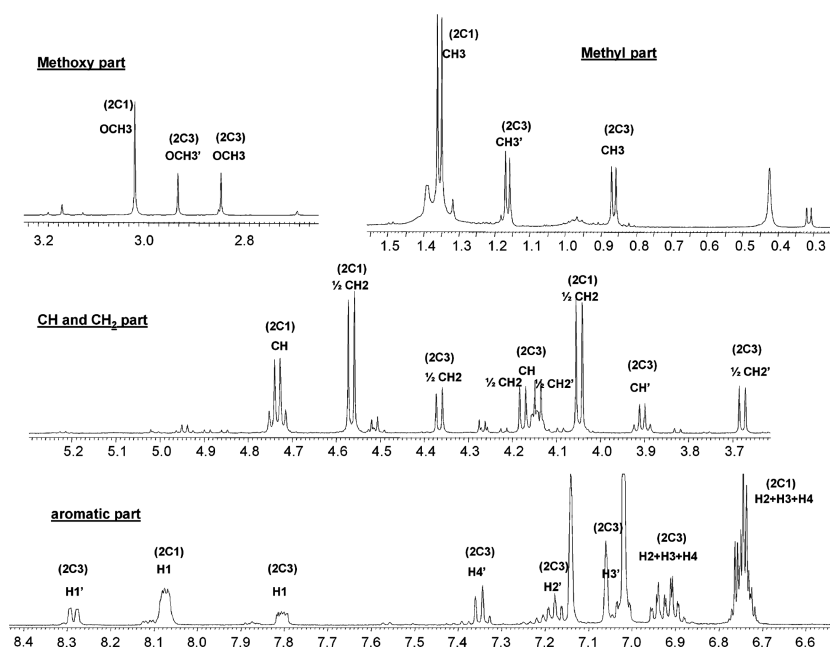 Methoxy part
(2C1)
OCH3
(2C3)
OCH3'
(2C3)
OCH3
3.2 3.0 2.8
Methyl part
(2C1)
CH3
(2C3)
CH3'
(2C3)
CH3
1.5 1.4 1.3 1.2 1.1 1.0 0.9 0.8 0.7 0.6 0.5 0.4 0.3
CH and CH2 part
(2C1)
CH
(2C1)
½ CH2
(2C3)
½ CH2
(2C3)
CH
½ CH2
½ CH2'
(2C1)
½ CH2
(2C3)
CH'
(2C3)
½ CH2'
5.2 5.1 5.0 4.9 4.8 4.7 4.6 4.5 4.4 4.3 4.2 4.1 4.0 3.9 3.8 3.7
aromatic part
(2C3)
H1'
(2C1)
H1
(2C3)
H1
(2C3)
H4'
(2C3)
H2'
(2C3)
H3'
(2C3)
H2+H3+H4
(2C1)
H2+H3+H4
8.4 8.3 8.2 8.1 8.0 7.9 7.8 7.7 7.6 7.5 7.4 7.3 7.2 7.1 7.0 6.9 6.8 6.7 6.6